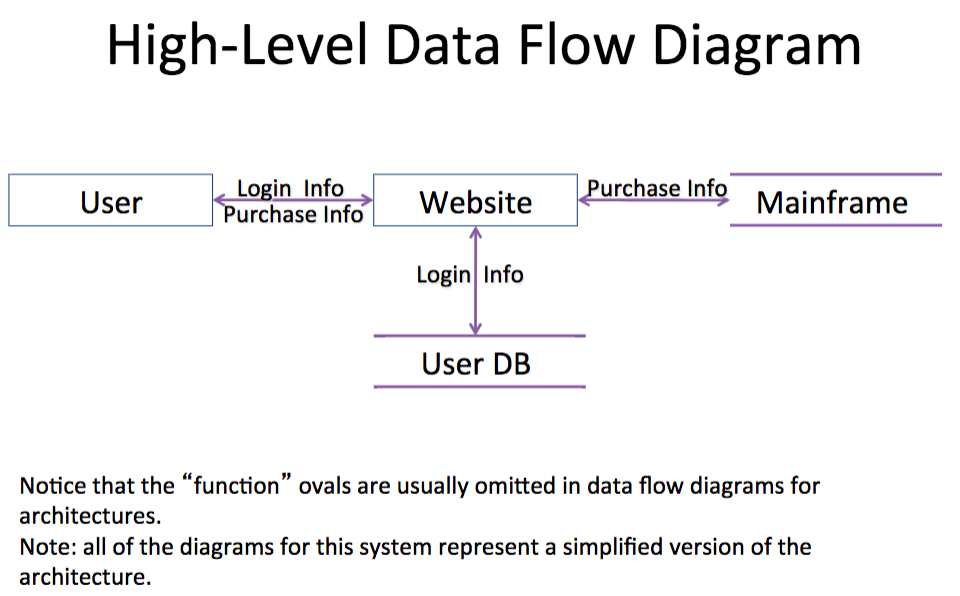 High-Level Data Flow Diagram
User
Login Info
Purchase Info
Website
Purchase Info
Mainframe
Login Info
User DB
Notice that the “function” ovals are usually omitted in data flow diagrams for
architectures.
Note: all of the diagrams for this system represent a simplified version of the
architecture.